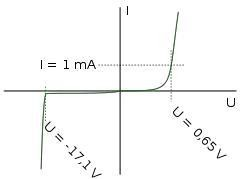 I
I = 1 mA
U
U = -17,1 V
U = 0,65 V